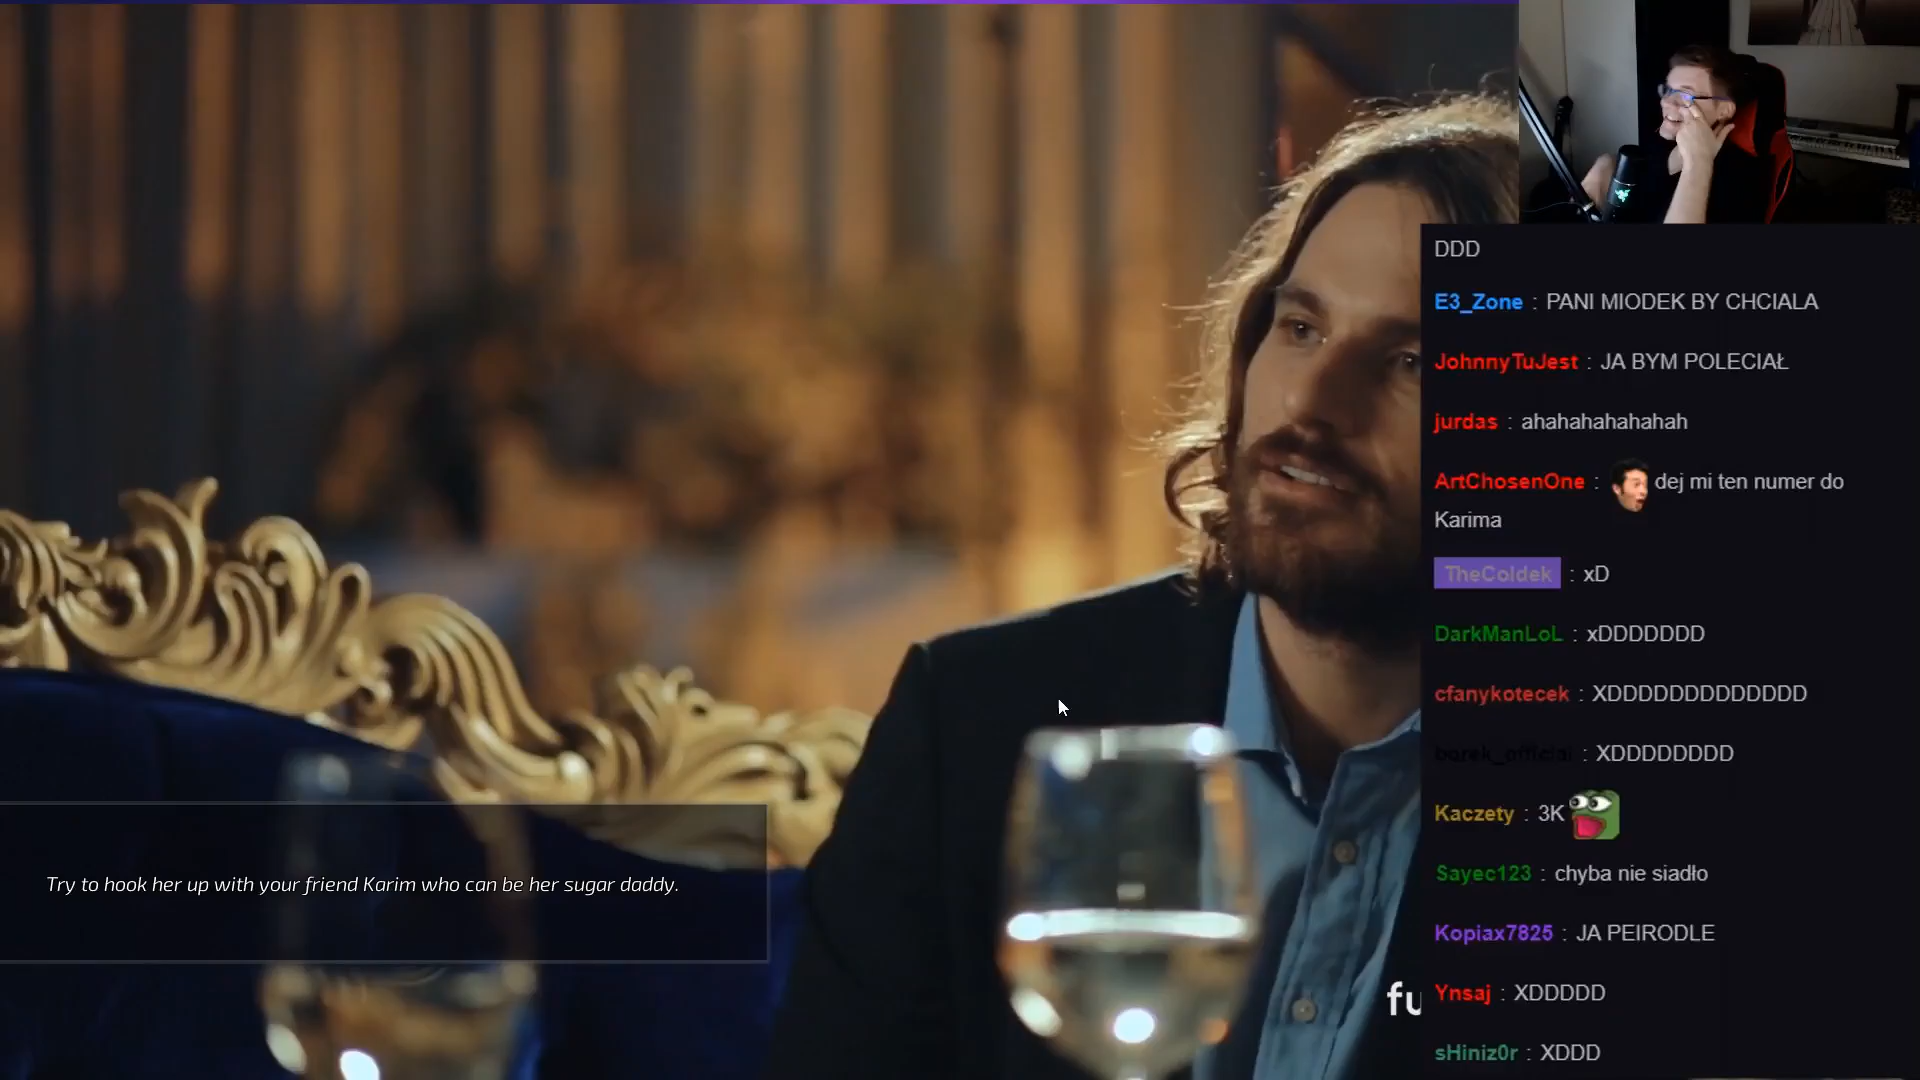 DDD
E3_Zone : PANI MIODEK BY CHCIALA
JohnnyTuJest : JA BYM POLECIAŁ
jurdas : ahahahahahahah
ArtChosenOne : dej mi ten numer do
Karima
TheColdek : xD
DarkManLoL : xDDDDDDD
cfanykotecek : XDDDDDDDDDDDDD
: XDDDDDDDD
Kaczety : 3K
Sayec123 : chyba nie siadło
Kopiax7825 : JA PEIRODLE
Ynsaj : XDDDDD
sHiniz0r : XDDD
Try to hook her up with your friend Karim who can be her sugar daddy.
fu